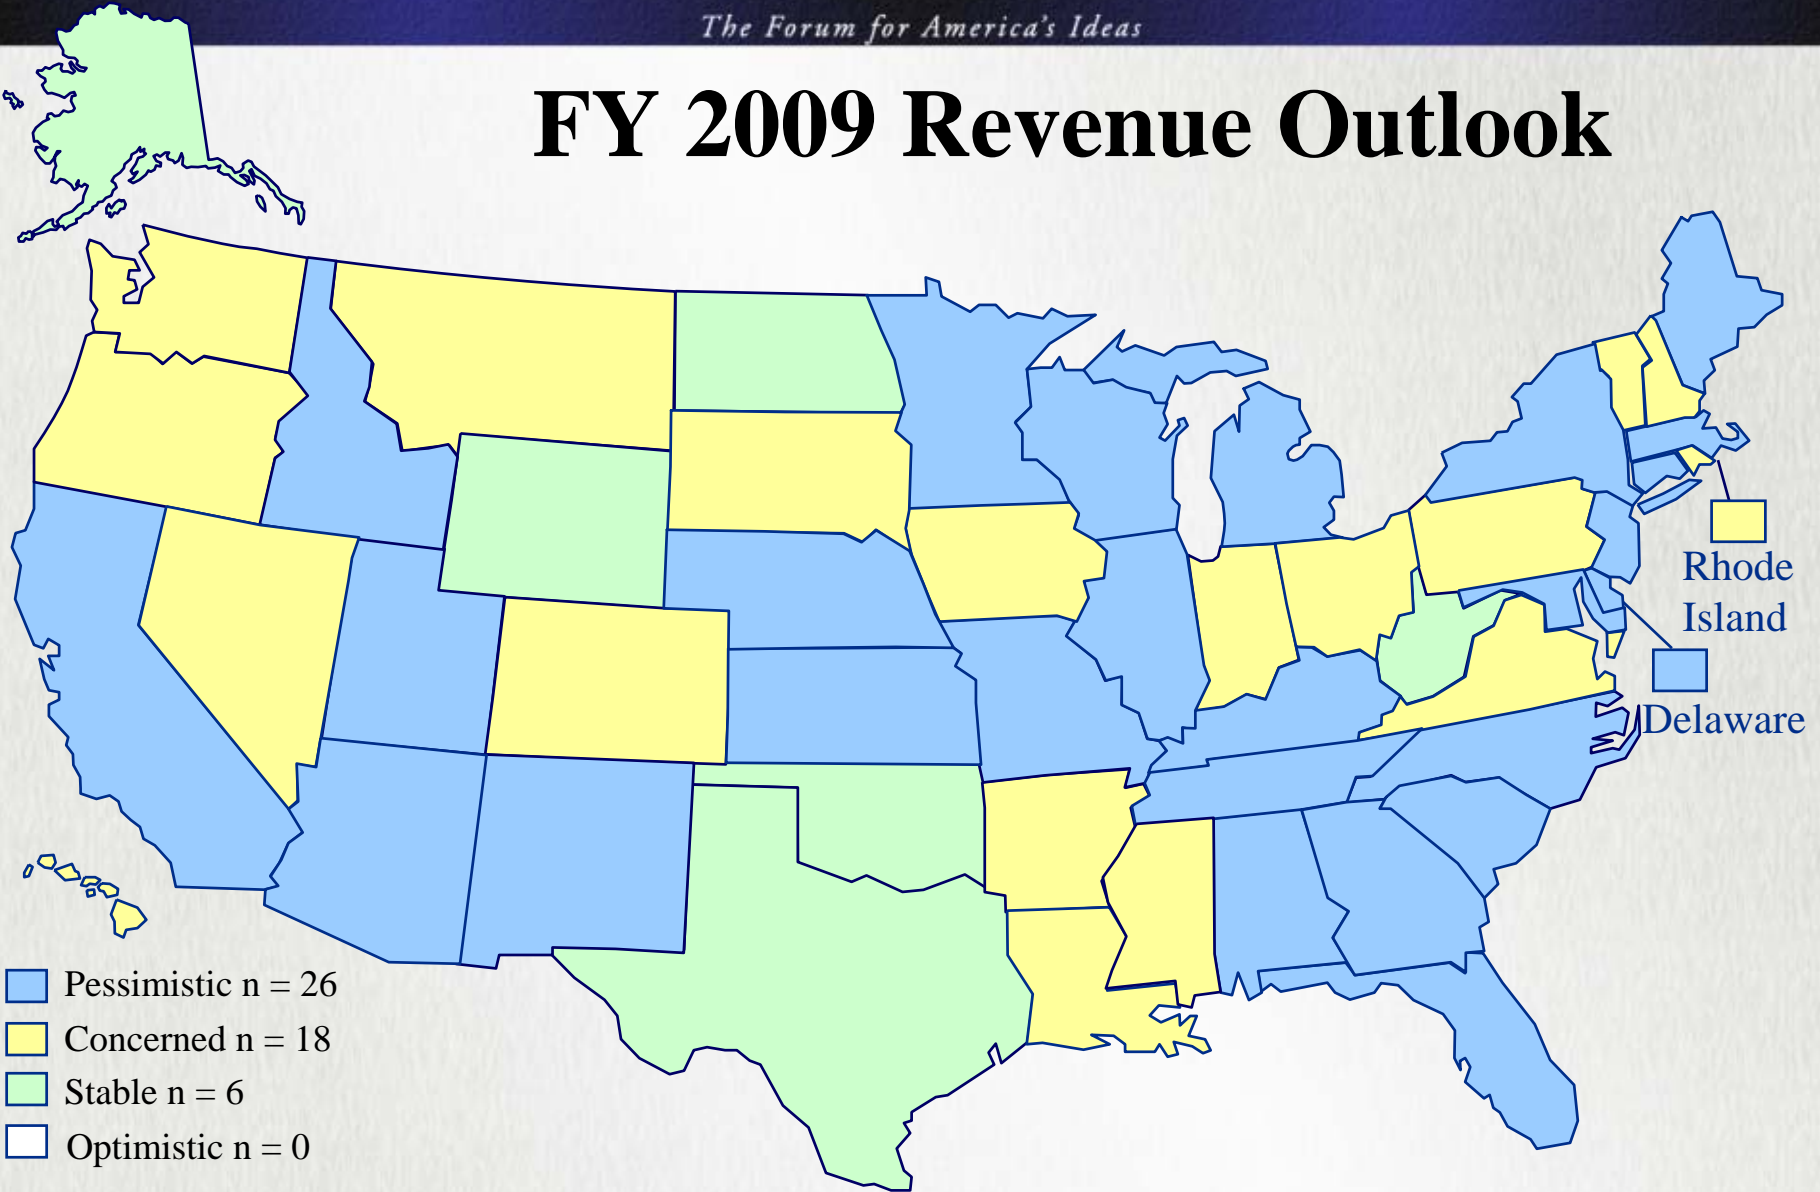 The Forum for America's Ideas
FY 2009 Revenue Outlook
Rhode
Island
Delaware
Pessimistic n = 26
Concerned n = 18
Stable n = 6
Optimistic n = 0